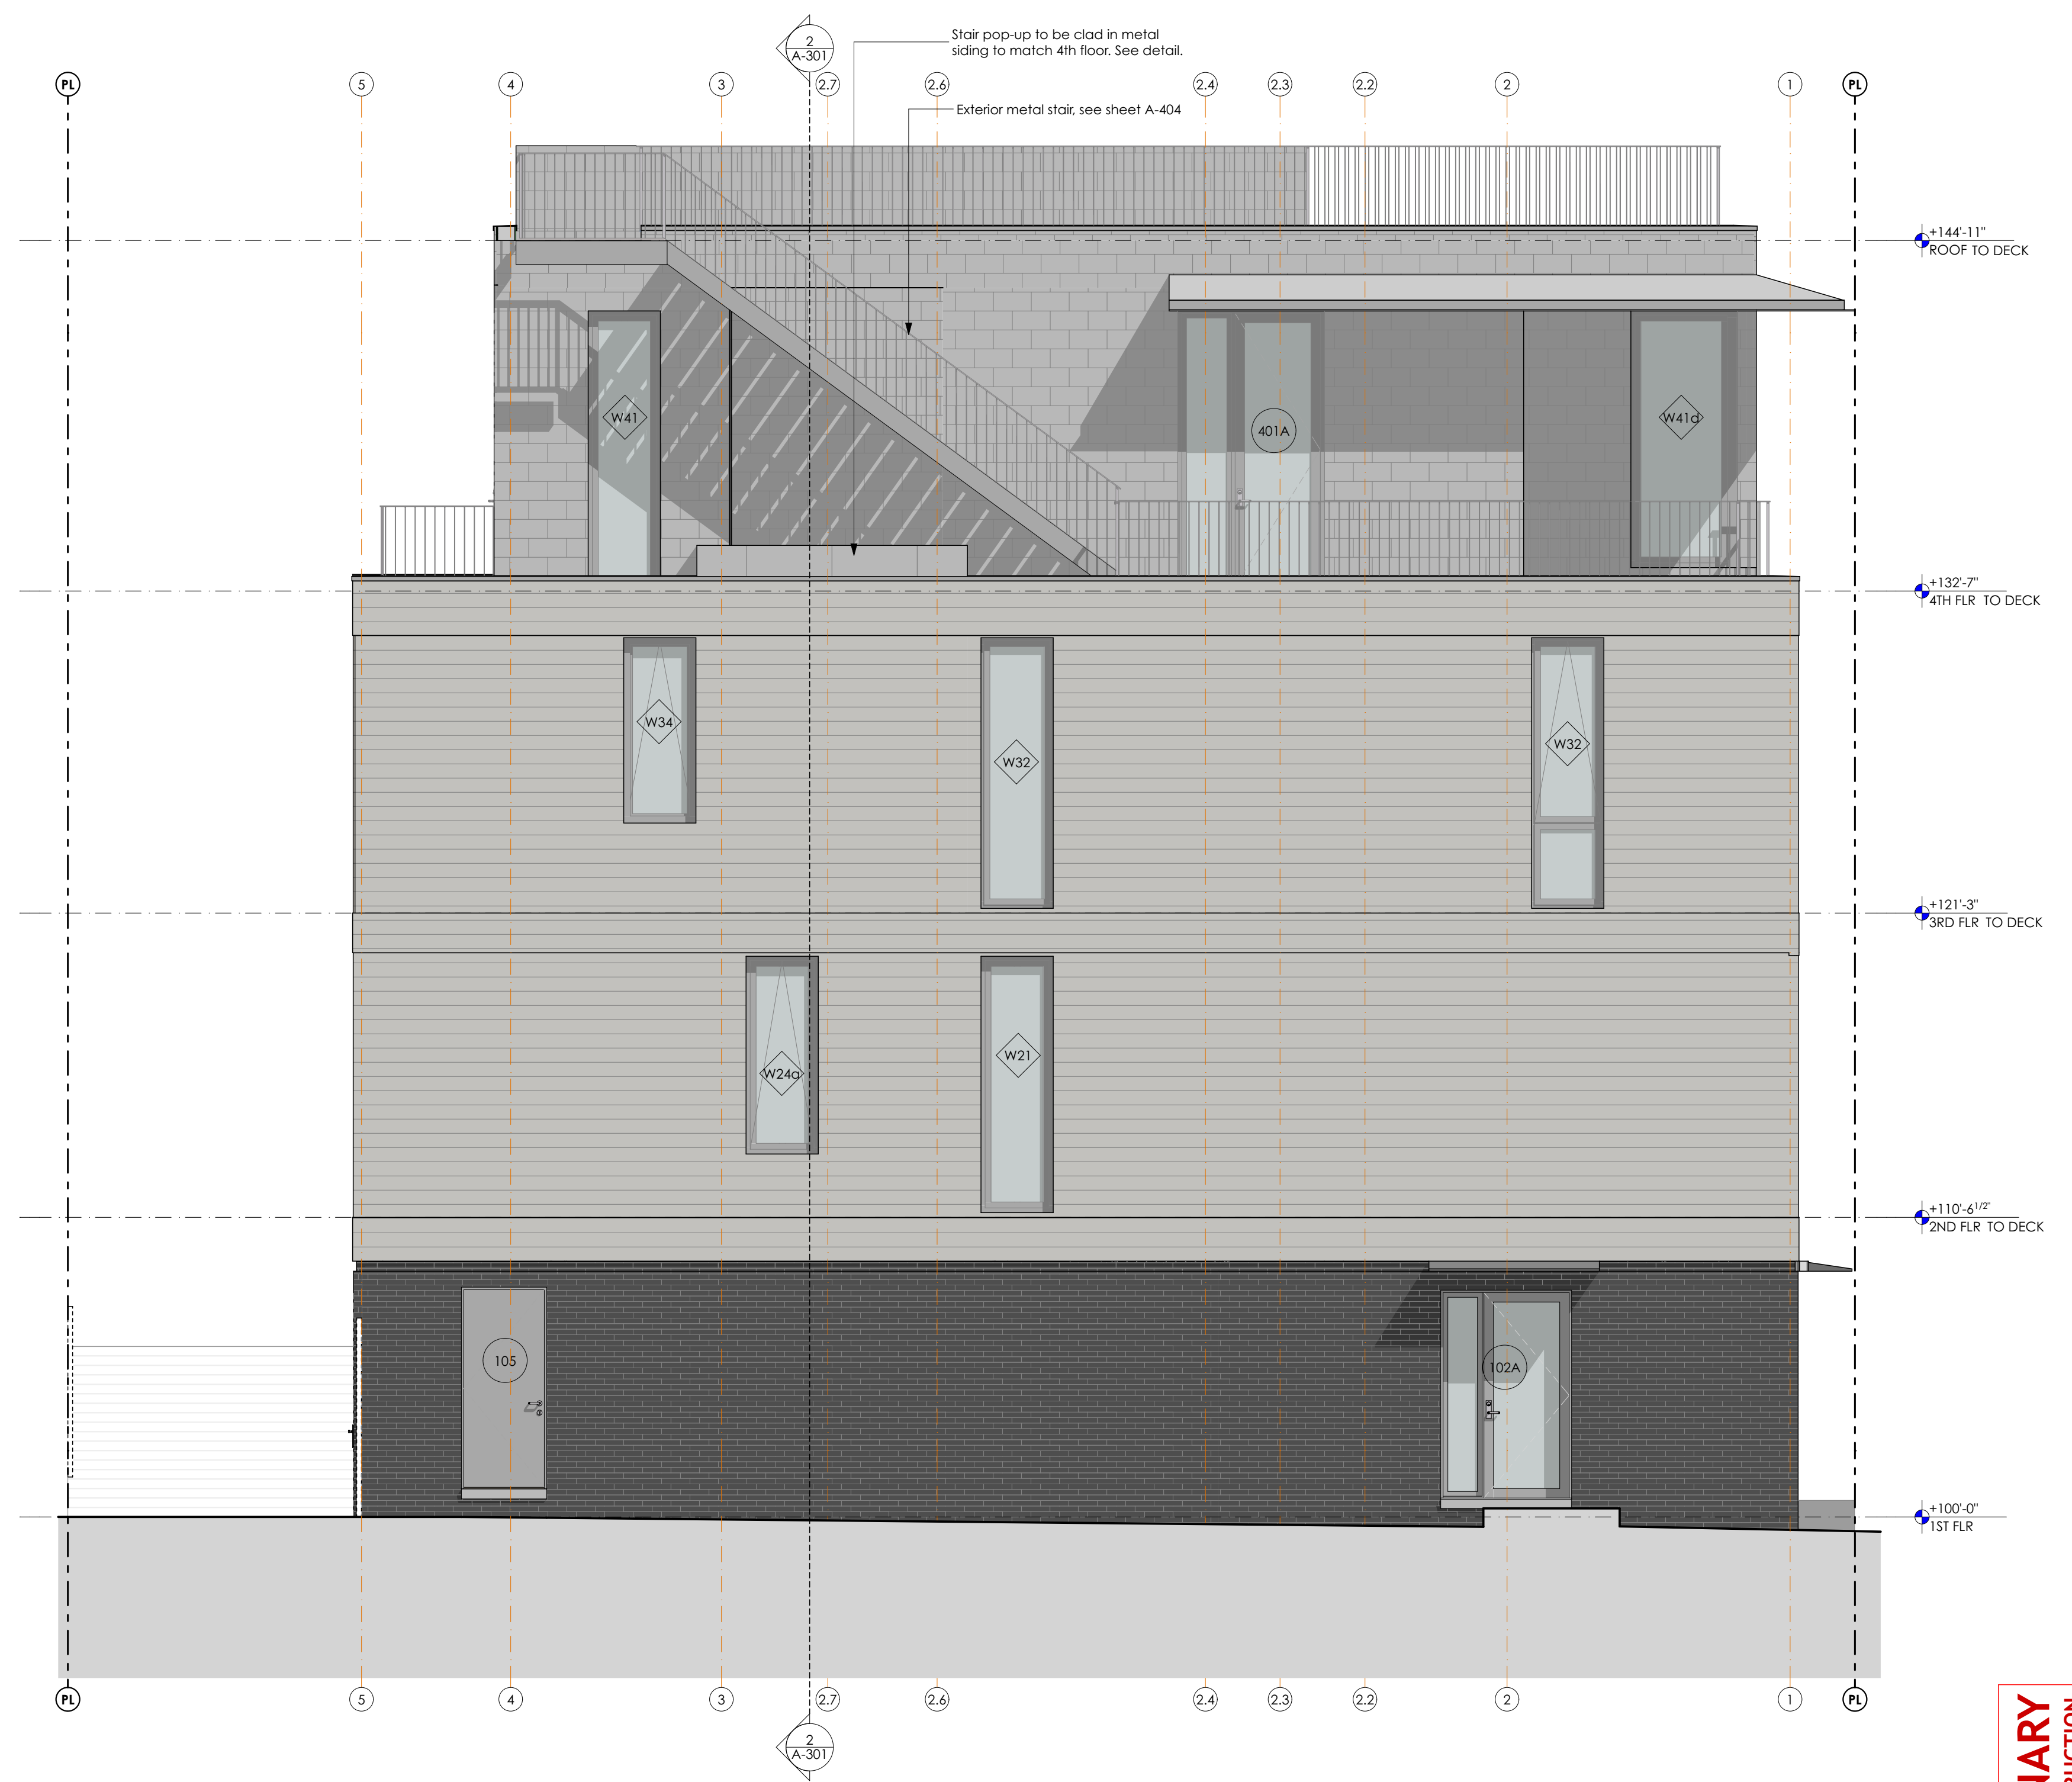 2
A-301
Stair pop-up to be clad in metal
siding to match 4th floor. See detail.
PL
5
4
3
2.7
2.6
2.4
2.3
2.2
2
1
PL
Exterior metal stair, see sheet A-404
+144'-11"
ROOF TO DECK
W41
401A
W41d
+132'-7"
4TH FLR TO DECK
W34
W32
W32
+121'-3"
3RD FLR TO DECK
W24a
W21
+110'-6 1/2"
2ND FLR TO DECK
105
102A
+100'-0"
1ST FLR
PL
5
4
3
2.7
2.6
2.4
2.3
2.2
2
1
PL
2
A-301